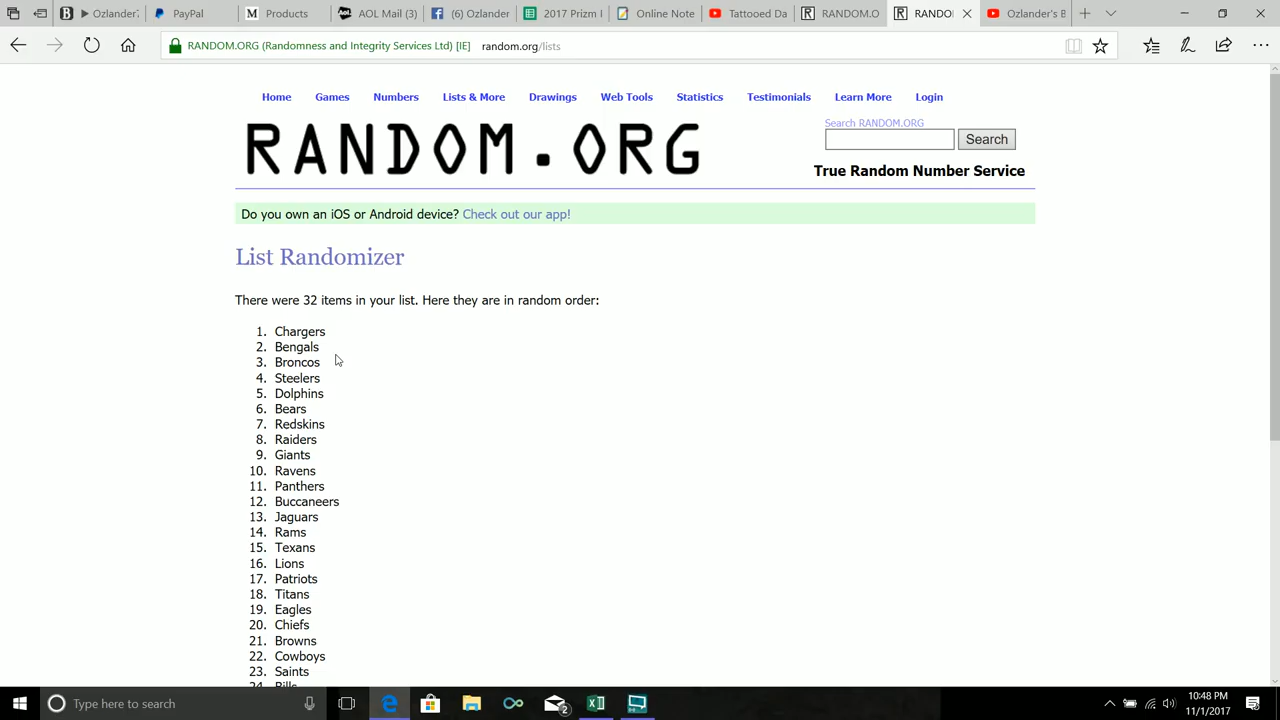 Ozlander'
PayPal
Products
AOL Mail (3)
(6) Ozlander
2017 Prizm I
Online Note
Tattooed Da
RANDOM.O
RANDO
Ozlander's B
RANDOM.ORG (Randomness and Integrity Services Ltd) [IE]
random.org/lists
Home Games Numbers Lists & More Drawings Web Tools Statistics Testimonials Learn More Login
RANDOM.ORG
Search RANDOM.ORG
Search
True Random Number Service
Do you own an iOS or Android device? Check out our app!
List Randomizer
There were 32 items in your list. Here they are in random order:
1. Chargers
2. Bengals
3. Broncos
4. Steelers
5. Dolphins
6. Bears
7. Redskins
8. Raiders
9. Giants
10. Ravens
11. Panthers
12. Buccaneers
13. Jaguars
14. Rams
15. Texans
16. Lions
17. Patriots
18. Titans
19. Eagles
20. Chiefs
21. Browns
22. Cowboys
23. Saints
24. Bills
Type here to search
2
10:48 PM
11/1/2017